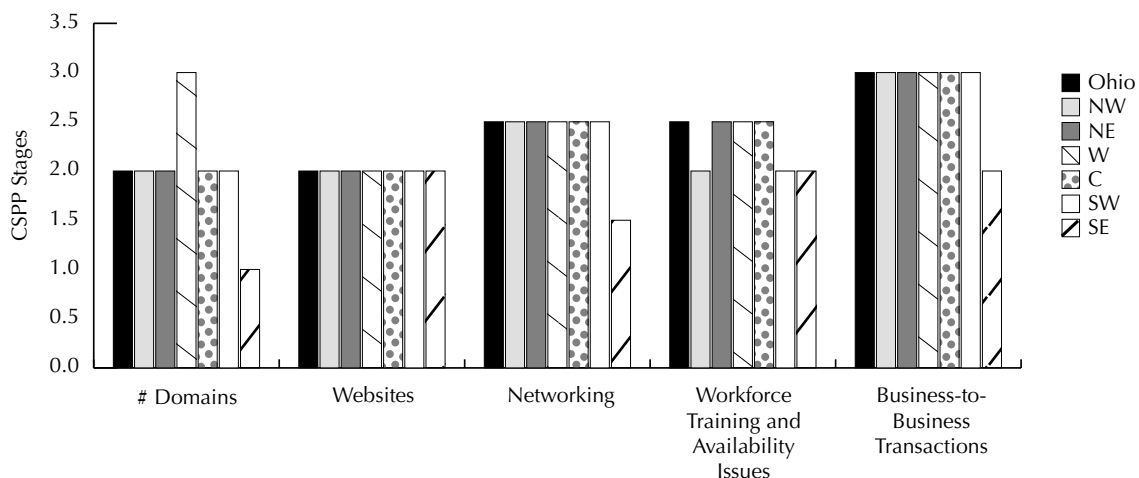 3.5
3.0
2.5
2.0
1.5
1.0
0.5
0.0
CSPP Stages
# Domains
Websites
Networking
Workforce
Training and
Availability
Issues
Business-to-
Business
Transactions
Ohio
NW
NE
W
C
SW
SE